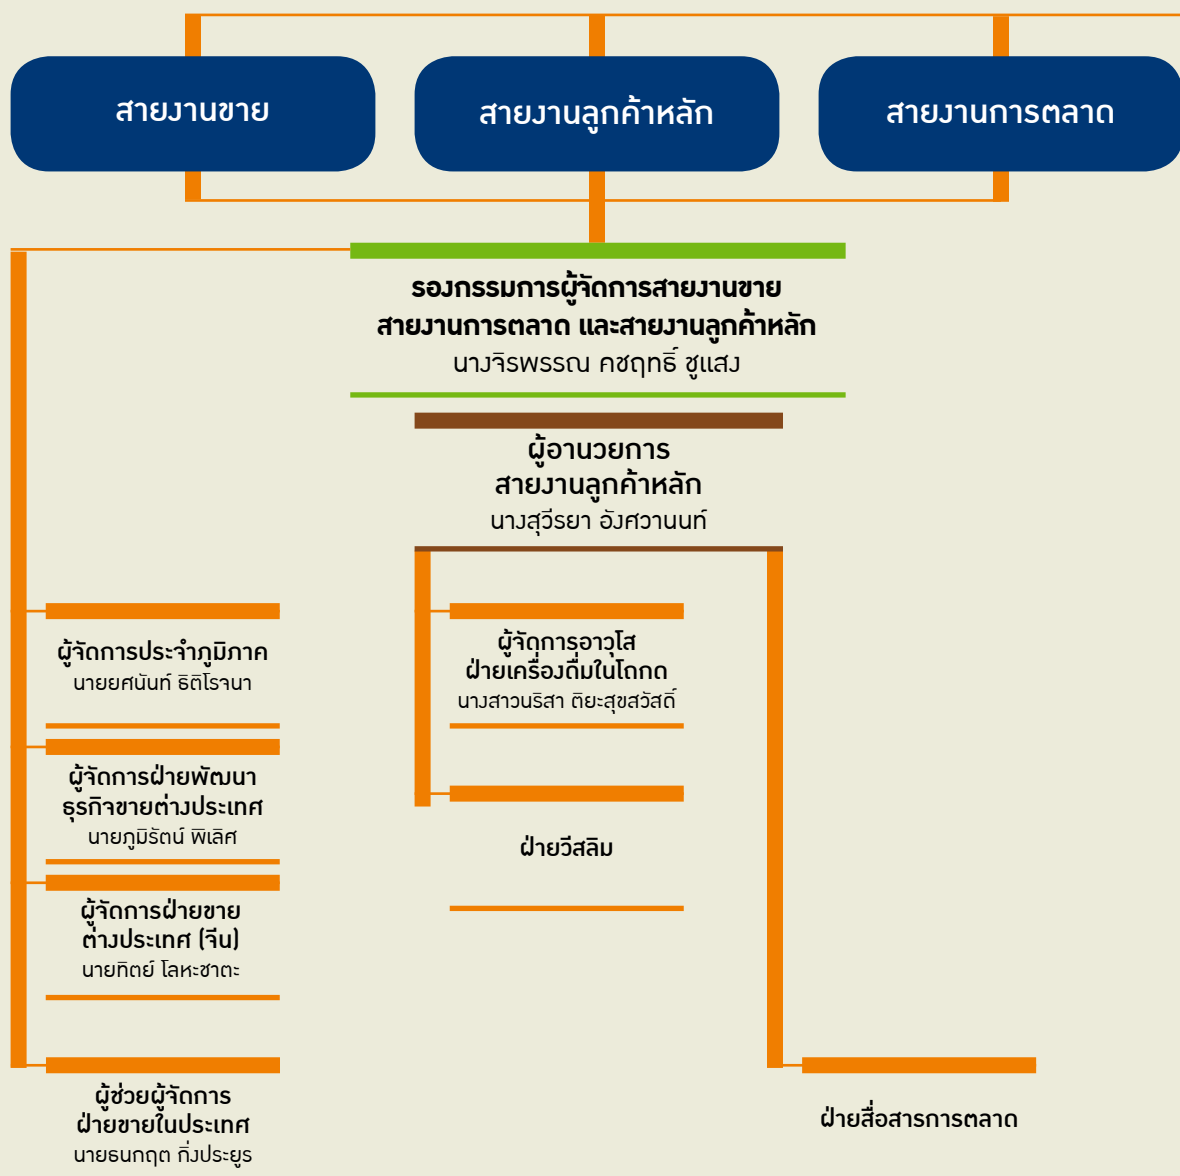 สายงานขาย
สายงานลูกค้าหลัก
สายงานการตลาด
รองกรรมการผู้จัดการสายงานขาย
สายงานการตลาด และสายงานลูกค้าหลัก
นางจิรพรรณ คชฤทธิ์ ชูแสง
ผู้อำนวยการ
สายงานลูกค้าหลัก
นางสุวีรยา อังศวานนท์
ผู้จัดการประจำภูมิภาค
นายยศนันท์ ธิติโรจนา
ผู้จัดการฝ่ายพัฒนา
ธุรกิจขายต่างประเทศ
นายภูมิรัตน์ พิเลิศ
ผู้จัดการฝ่ายขาย
ต่างประเทศ (จีน)
นายทิตย์ โลหะชาตะ
ผู้ช่วยผู้จัดการ
ฝ่ายขายในประเทศ
นายธนกฤต กิ่งประยูร
ผู้จัดการอาวุโส
ฝ่ายเครื่องดื่มในโถกด
นางสาวนริสา ติยะสุขสวัสดิ์
ฝ่ายวีสลิม
ฝ่ายสื่อสารการตลาด